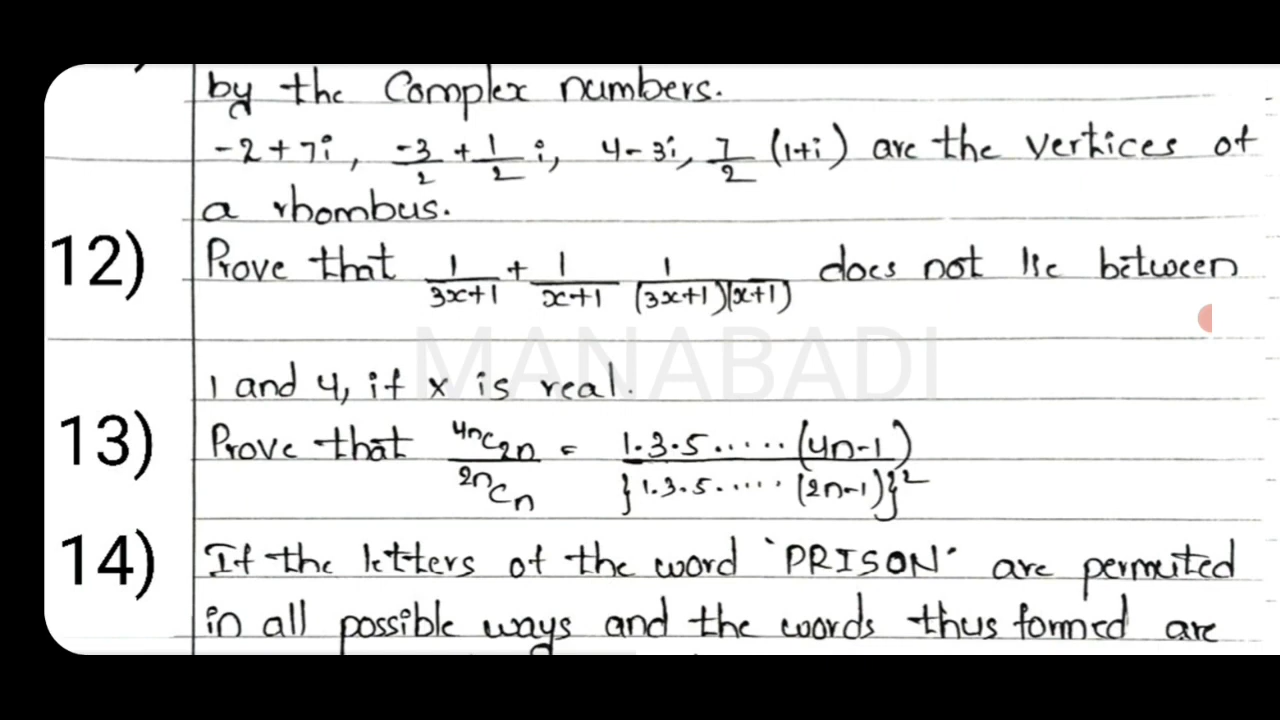 by the Complex numbers.
-2+7i, -3/2 + 1/2 i, 4-3i, 7/2 (1+i) are the vertices of
a rhombus.
12) Prove that 1/(3x+1) + 1/(x+1) 1/((3x+1)(x+1)) does not lie between
MANABADI
1 and 4, if x is real.
13) Prove that 4nC2n / 2nCn = 1.3.5......(4n-1) / {1.3.5...... (2n-1)}²
14) If the letters of the word 'PRISON' are permuted
in all possible ways and the words thus formed are